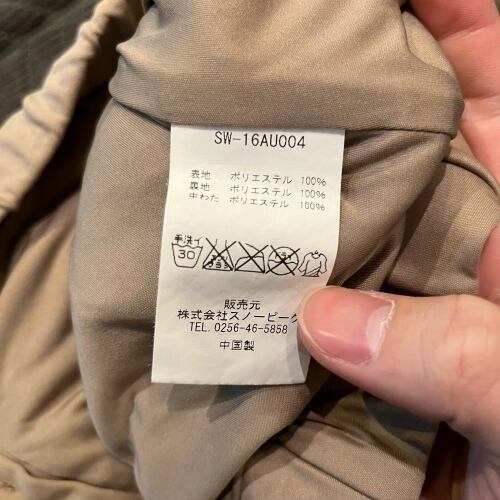 SW-16AU004
表地: ポリエステル 100%
裏地: ポリエステル 100%
中わた: ポリエステル 100%
手洗イ
30
販売元
株式会社スノーピーク
TEL. 0256-46-5858
中国製